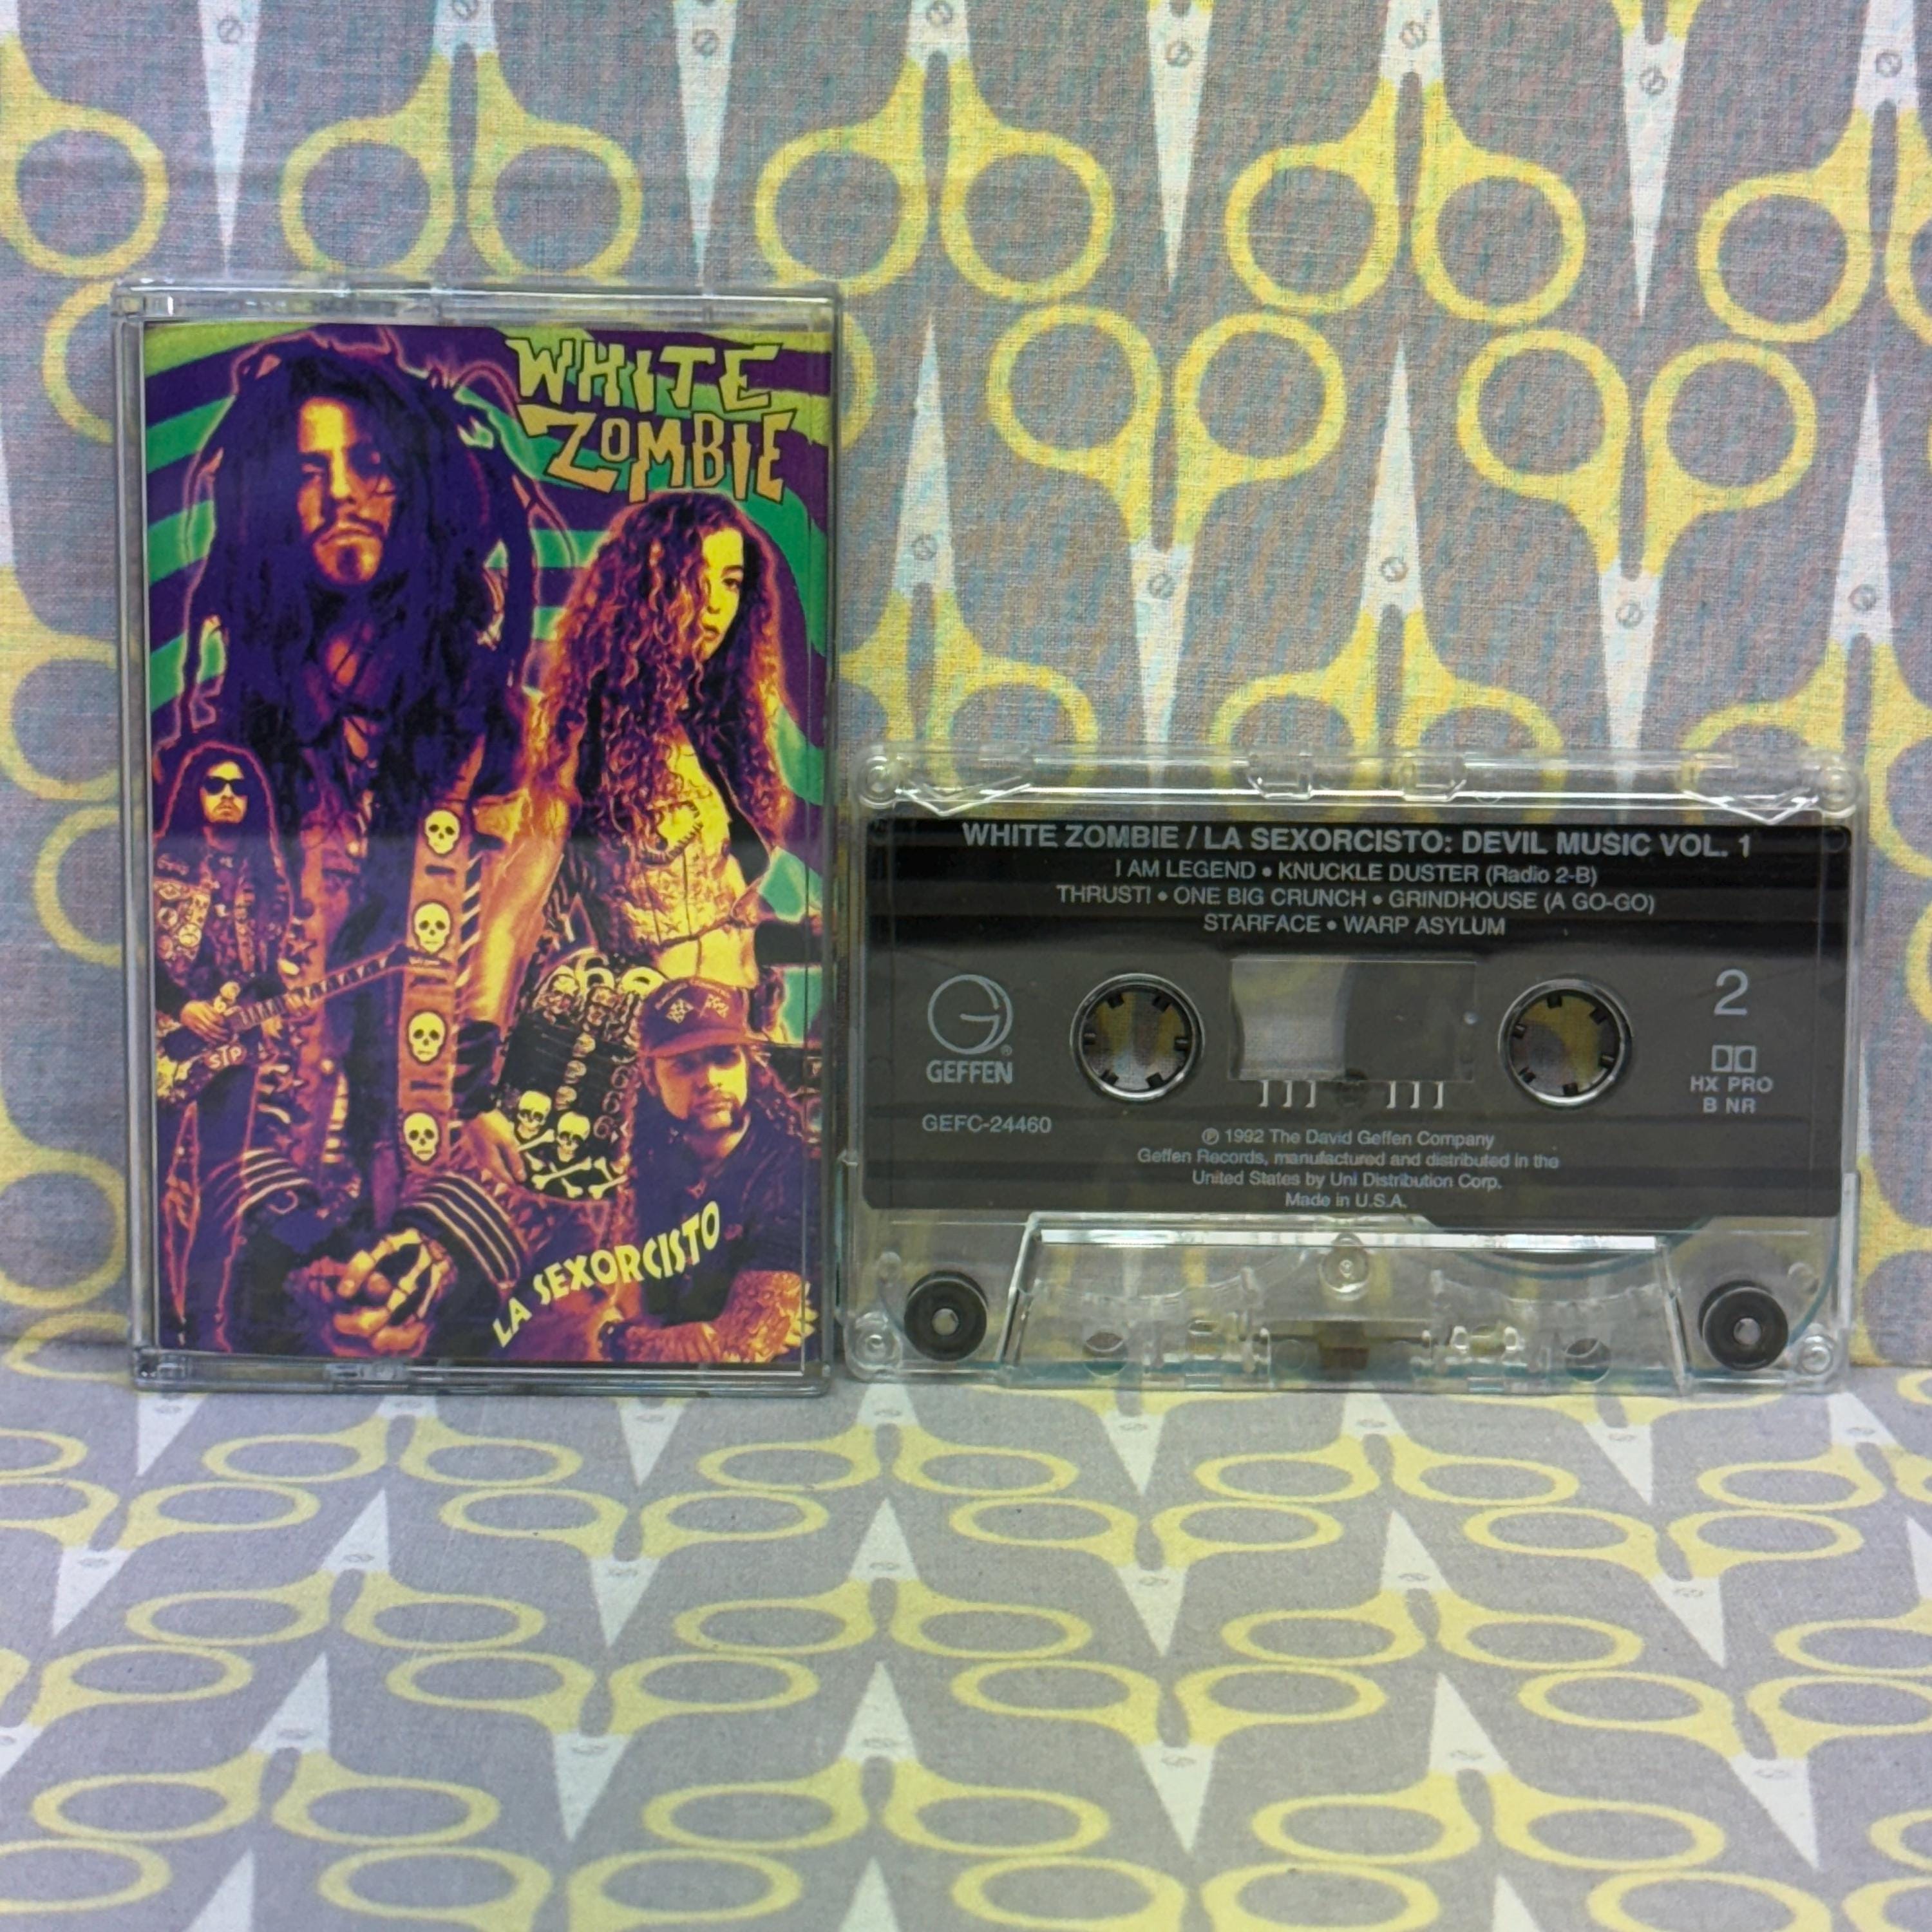 WHITE
ZOMBIE
STP
666
LA SEXORCISTO
WHITE ZOMBIE / LA SEXORCISTO: DEVIL MUSIC VOL. 1
I AM LEGEND • KNUCKLE DUSTER (Radio 2-B)
THRUST! • ONE BIG CRUNCH • GRINDHOUSE (A GO-GO)
STARFACE • WARP ASYLUM
GEFFEN®
GEFC-24460
2
HX PRO
B NR
℗ 1992 The David Geffen Company
Geffen Records, manufactured and distributed in the
United States by Uni Distribution Corp.
Made in U.S.A.